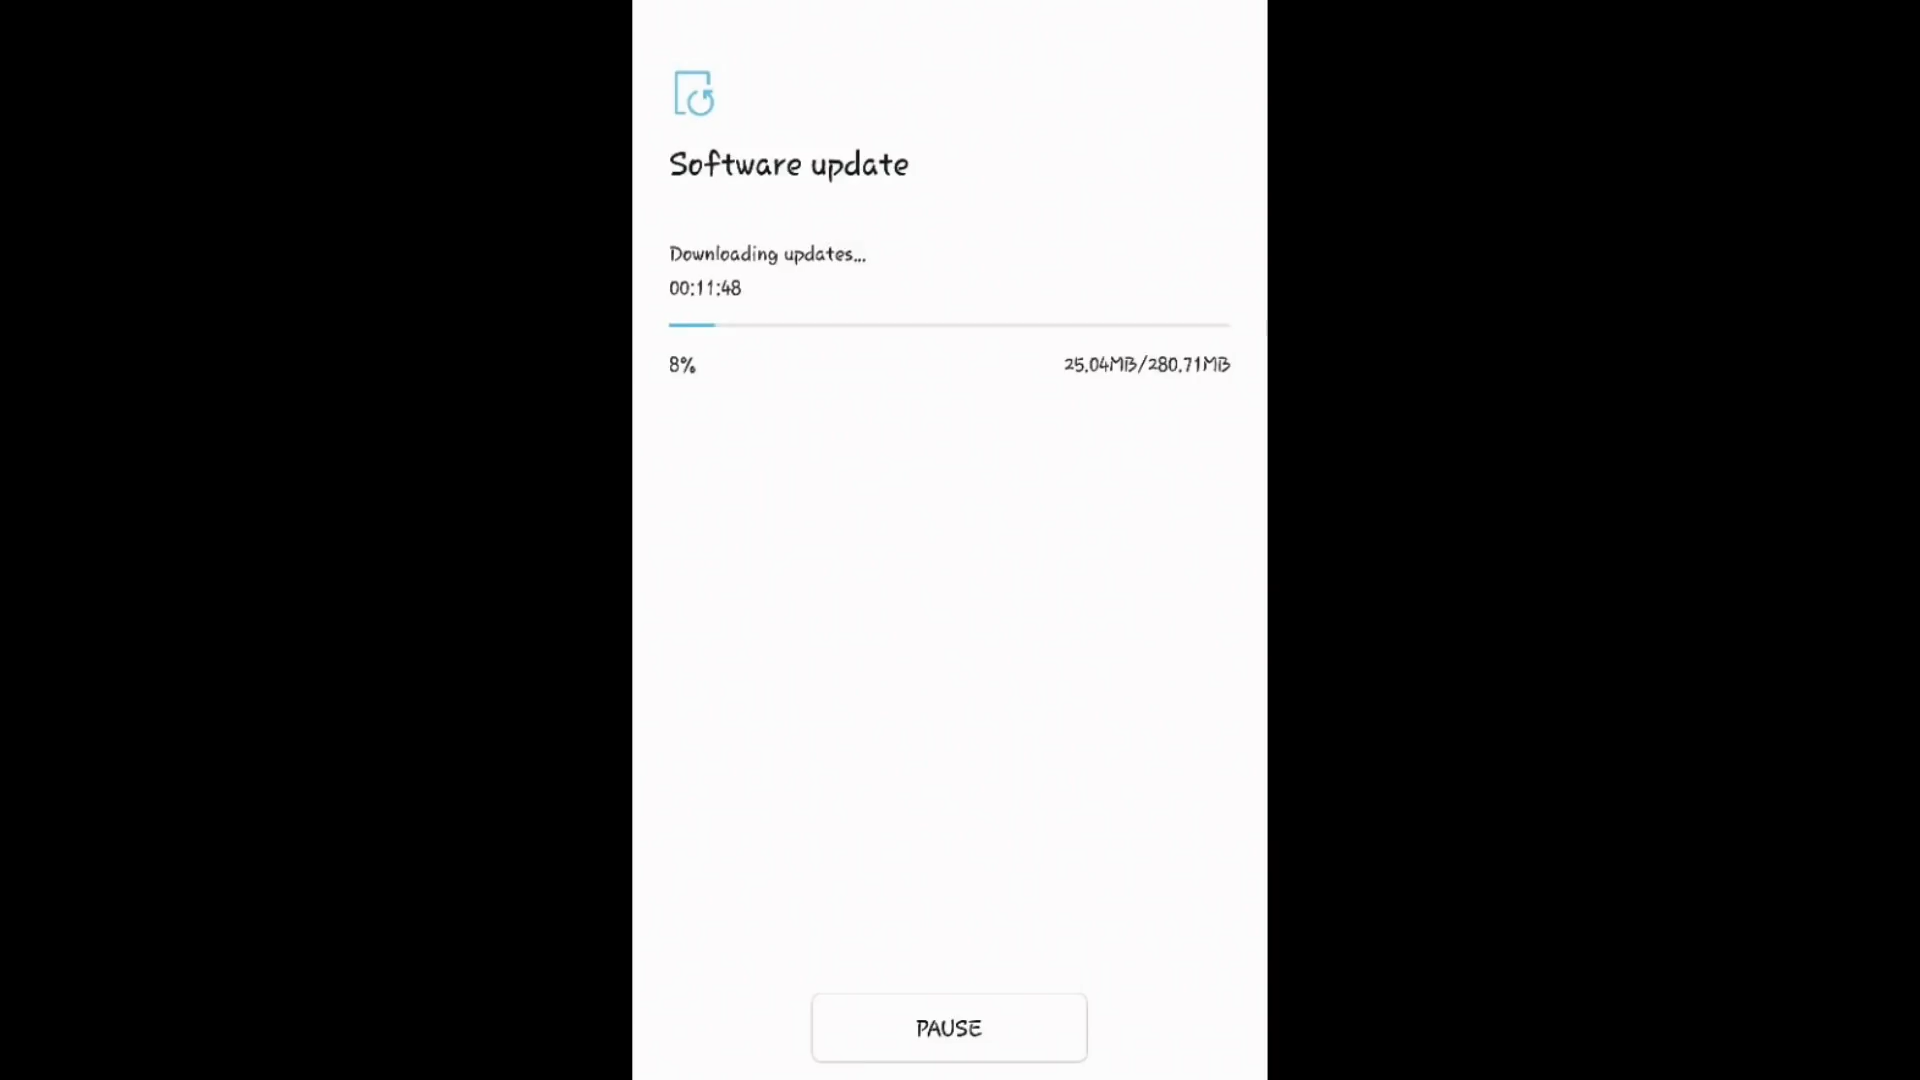 Software update
Downloading updates...
00:11:48
8%
25.04MB/280.71MB
PAUSE